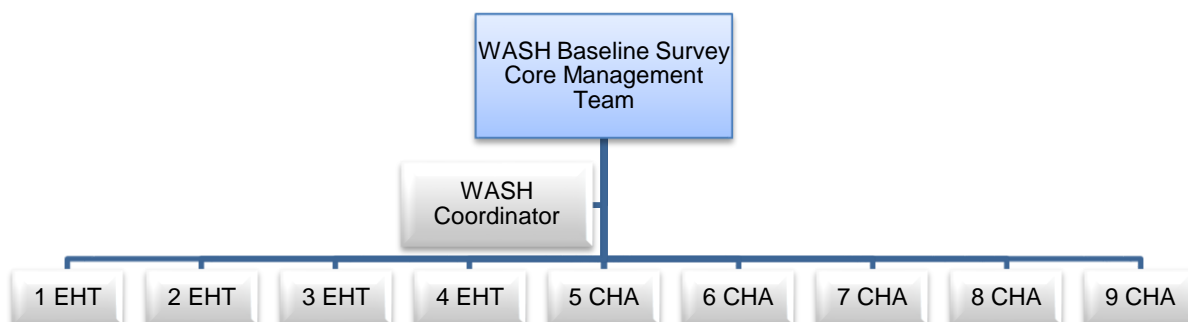 WASH Baseline Survey
Core Management
Team
WASH
Coordinator
1 EHT
2 EHT
3 EHT
4 EHT
5 CHA
6 CHA
7 CHA
8 CHA
9 CHA